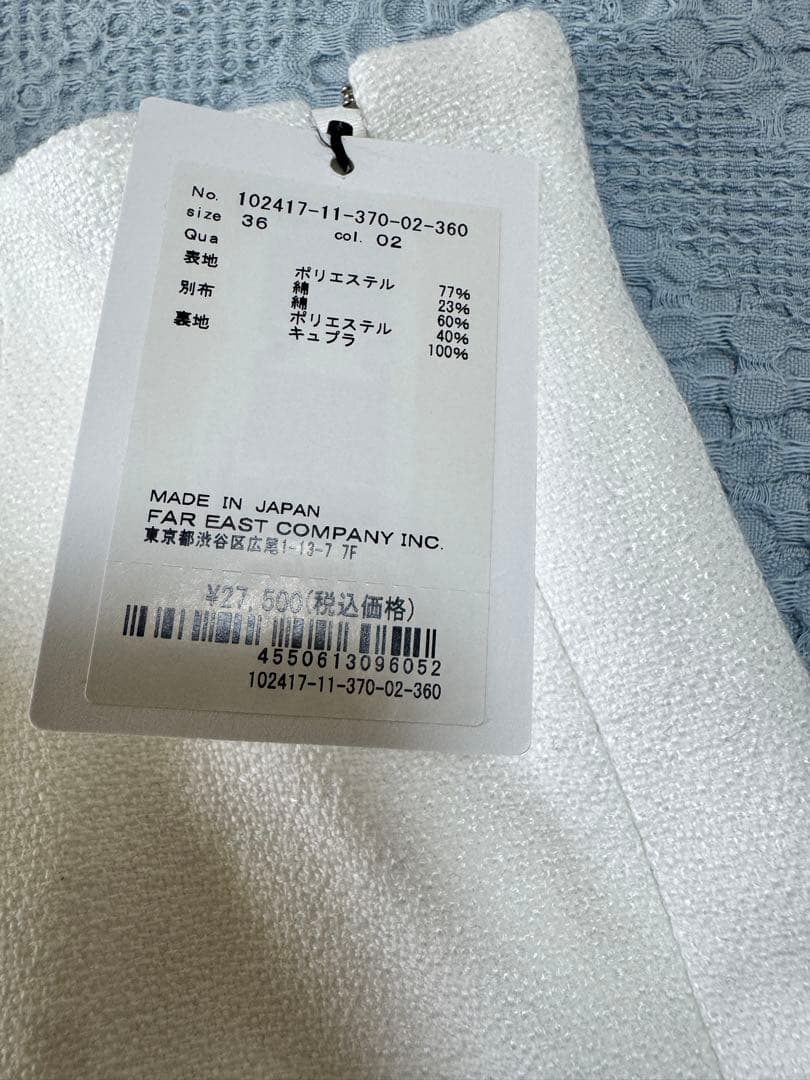 No. 102417-11-370-02-360
size 36 col. 02
Qua
表地 ポリエステル 77%
綿 23%
別布 綿 60%
ポリエステル 40%
裏地 キュプラ 100%
MADE IN JAPAN
FAR EAST COMPANY INC.
東京都渋谷区広尾1-13-7 7F
¥27,500(税込価格)
4550613096052
102417-11-370-02-360